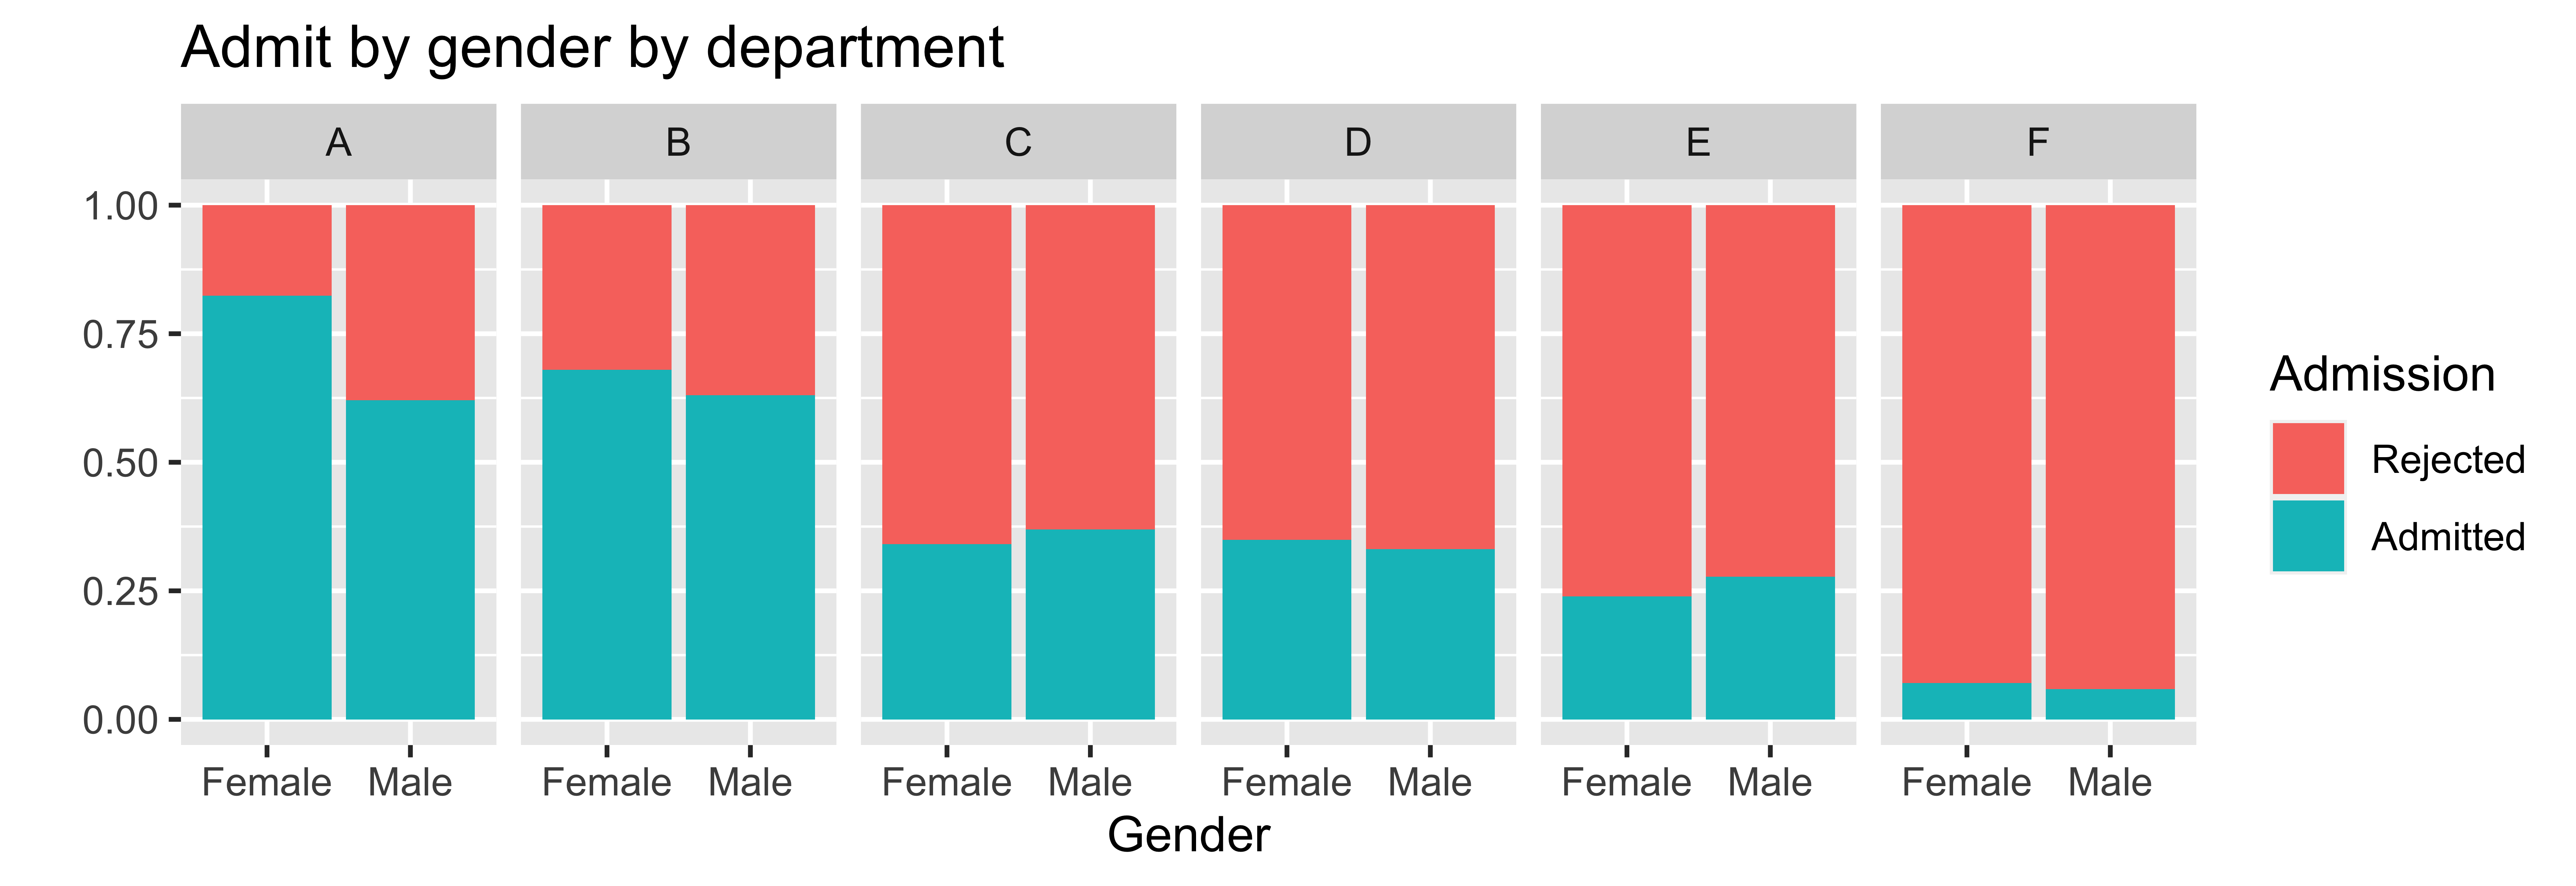 Admit by gender by department
A B C D E F
1.00
0.75
0.50
0.25
0.00
Female Male Female Male Female Male Female Male Female Male Female Male
Gender
Admission
Rejected
Admitted